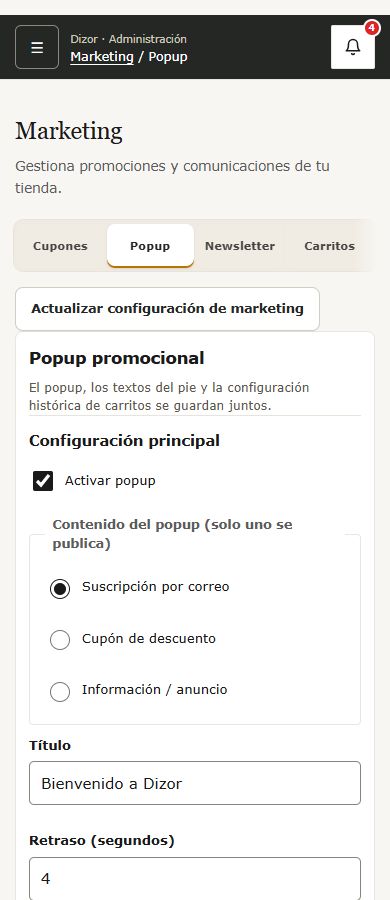 ☰
Dizor · Administración
Marketing / Popup
4
Marketing
Gestiona promociones y comunicaciones de tu
tienda.
Cupones
Popup
Newsletter
Carritos
Actualizar configuración de marketing
Popup promocional
El popup, los textos del pie y la configuración
histórica de carritos se guardan juntos.
Configuración principal
Activar popup
Contenido del popup (solo uno se
publica)
Suscripción por correo
Cupón de descuento
Información / anuncio
Título
Bienvenido a Dizor
Retraso (segundos)
4